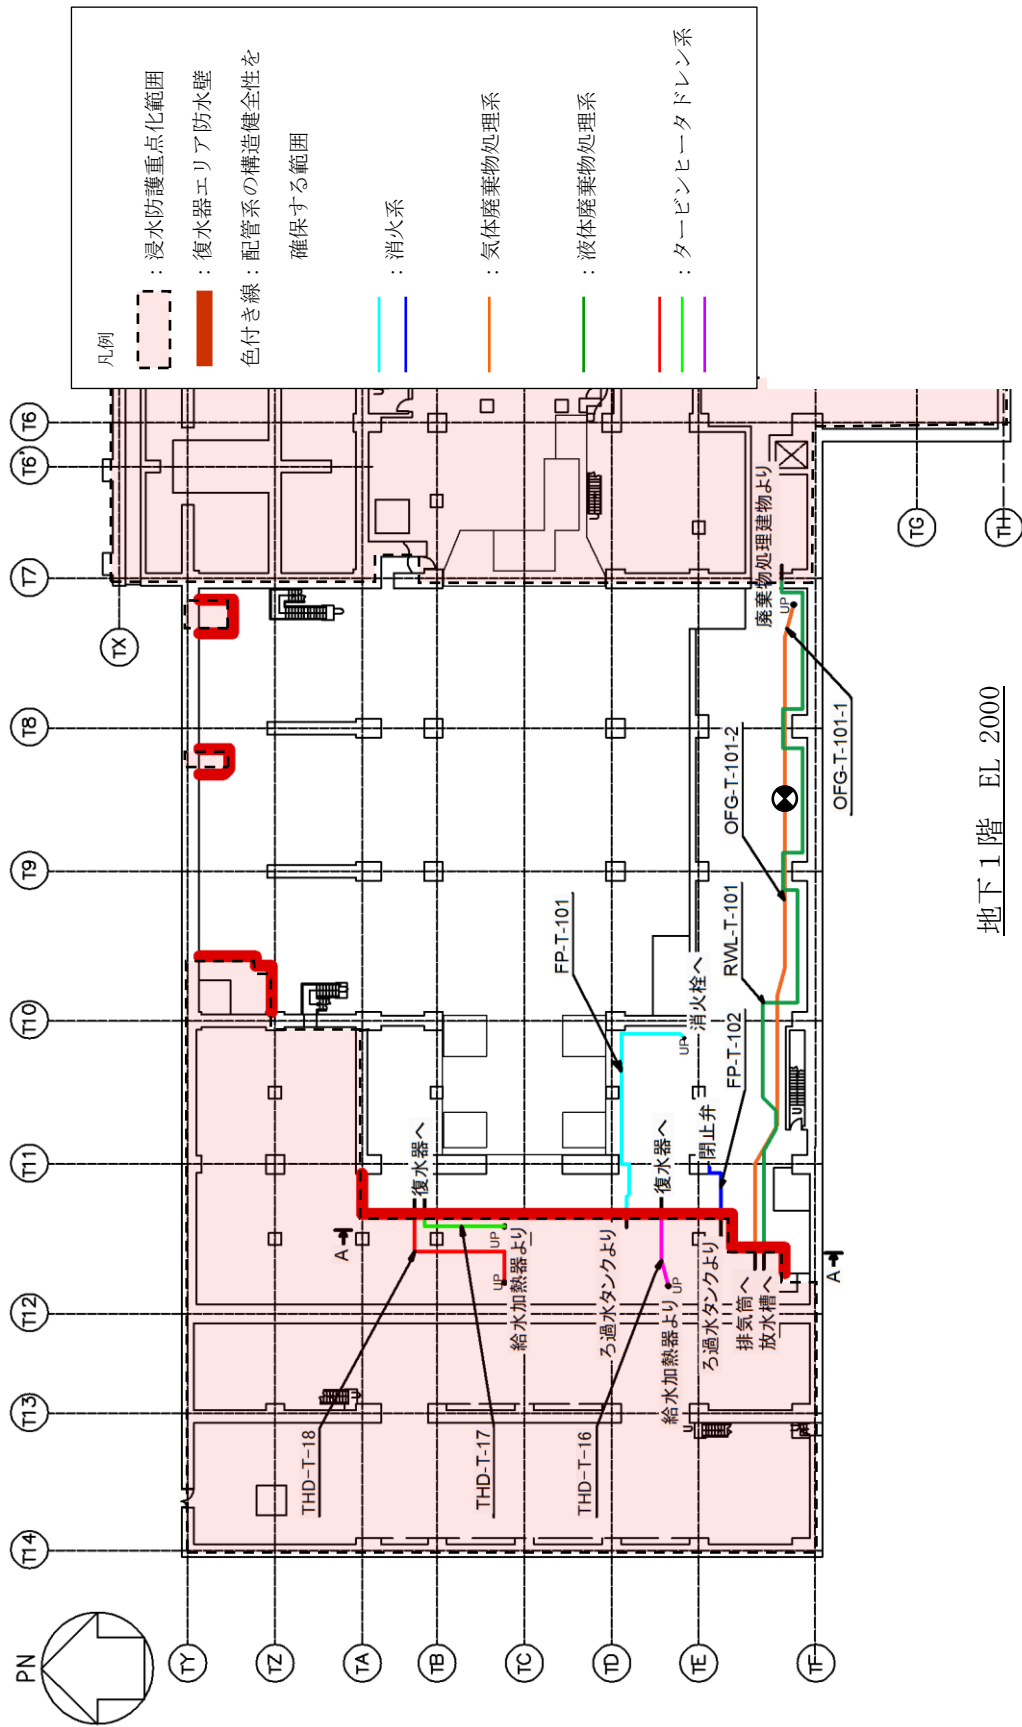 凡例
：浸水防護重点化範囲
：復水器エリア防水壁
色付き線：配管系の構造健全性を
確保する範囲
：消火系
：気体廃棄物処理系
：液体廃棄物処理系
：タービンヒータドレン系
PN
T14
T13
T12
T11
T10
T9
T8
T7
T6'
T6
TX
TY
TZ
TA
TB
TC
TD
TE
TF
TG
TH
THD-T-18
THD-T-17
THD-T-16
A
復水器へ
UP
UP
給水加熱器より
FP-T-101
ろ過水タンクより
復水器へ
UP
給水加熱器より
UP
消火栓へ
閉止弁
FP-T-102
ろ過水タンクより
RWL-T-101
OFG-T-101-2
OFG-T-101-1
廃棄物処理建物より
UP
排気筒へ
放水槽へ
A
地下1階 EL 2000